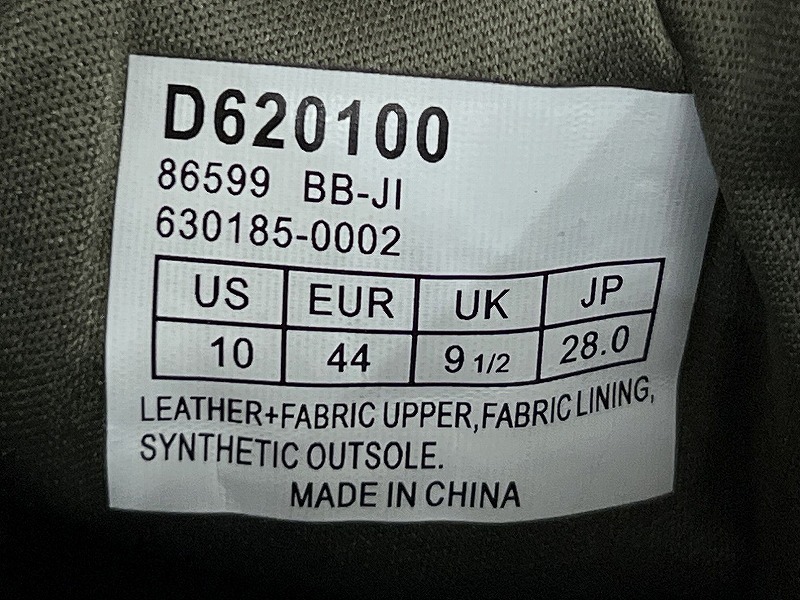 D620100
86599 BB-JI
630185-0002
US EUR UK JP
10 44 9 1/2 28.0
LEATHER+FABRIC UPPER,FABRIC LINING,
SYNTHETIC OUTSOLE.
MADE IN CHINA